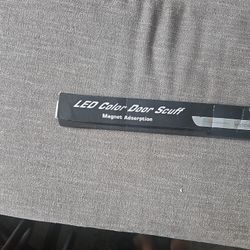 LED Color Door Scuff
Magnet Adsorption